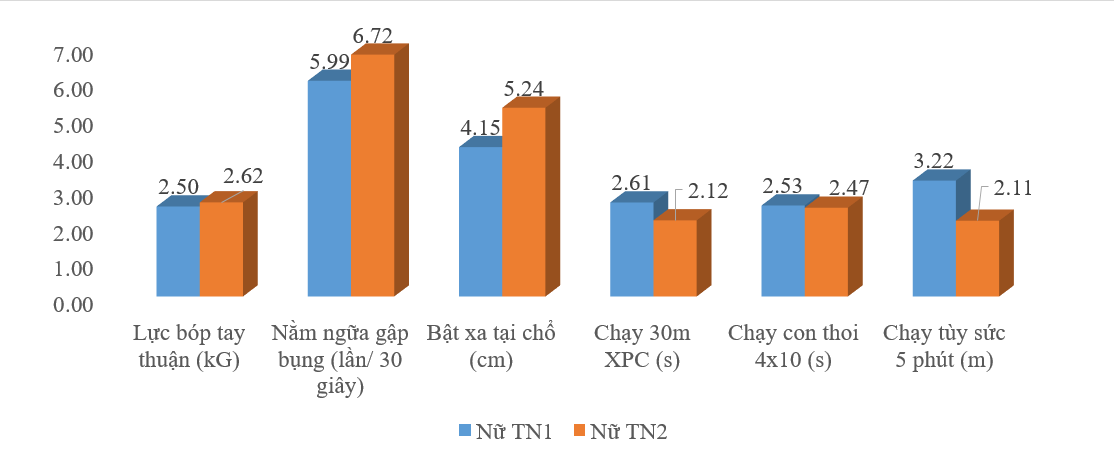 7.00
6.00
5.00
4.00
3.00
2.00
1.00
0.00
2.50
2.62
5.99
6.72
4.15
5.24
2.61
2.12
2.53
2.47
3.22
2.11
Lực bóp tay
thuận (kG)
Nằm ngữa gập
bụng (lần/ 30
giây)
Bật xa tại chổ
(cm)
Chạy 30m
XPC (s)
Chạy con thoi
4x10 (s)
Chạy tùy sức
5 phút (m)
Nữ TN1
Nữ TN2